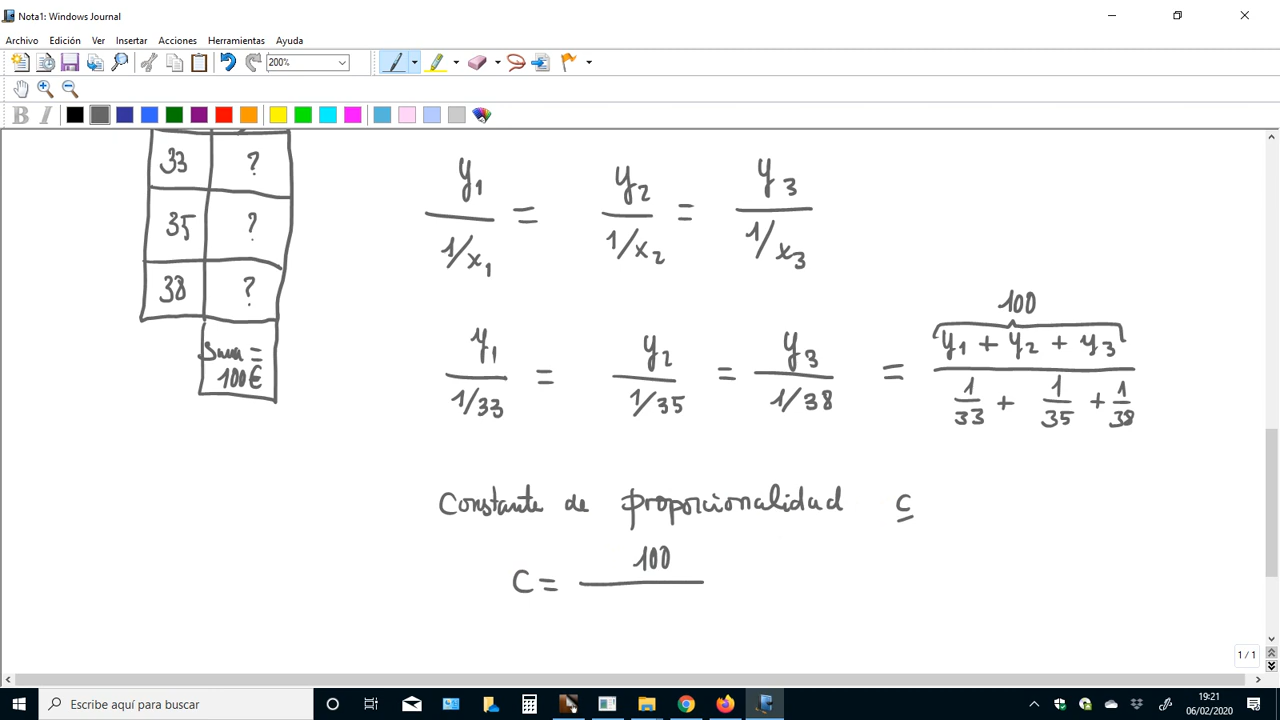 Nota1: Windows Journal
Archivo Edición Ver Insertar Acciones Herramientas Ayuda
200%
B I
33 ?
35 ?
38 ?
Suma =
100€
y₁ / (1/x₁) = y₂ / (1/x₂) = y₃ / (1/x₃)
100
y₁/(1/33) = y₂/(1/35) = y₃/(1/38) = (y₁ + y₂ + y₃)/(1/33 + 1/35 + 1/38)
Constante de proporcionalidad c
100
C =
1 / 1
Escribe aquí para buscar
19:21
06/02/2020